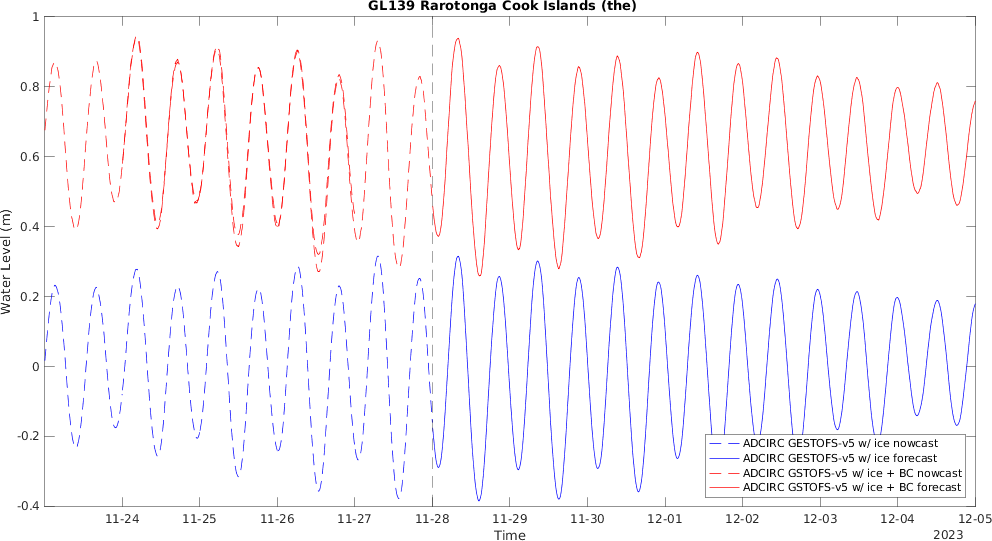 GL139 Rarotonga Cook Islands (the)
Water Level (m)
1
0.8
0.6
0.4
0.2
0
-0.2
-0.4
ADCIRC GESTOFS-v5 w/ ice nowcast
ADCIRC GESTOFS-v5 w/ ice forecast
ADCIRC GSTOFS-v5 w/ ice + BC nowcast
ADCIRC GSTOFS-v5 w/ ice + BC forecast
11-24 11-25 11-26 11-27 11-28 11-29 11-30 12-01 12-02 12-03 12-04 12-05
Time
2023